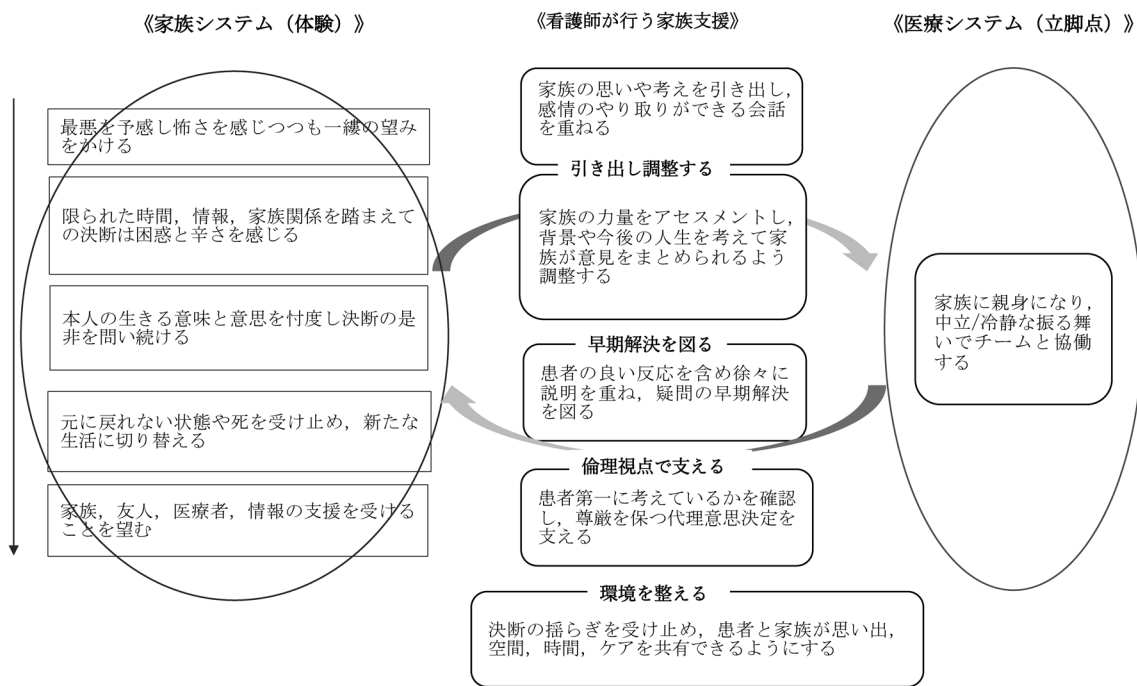 《家族システム（体験）》
《看護師が行う家族支援》
《医療システム（立脚点）》
最悪を予感し怖さを感じつつも一縷の望み
をかける
限られた時間，情報，家族関係を踏まえて
の決断は困惑と辛さを感じる
本人の生きる意味と意思を忖度し決断の是
非を問い続ける
元に戻れない状態や死を受け止め，新たな
生活に切り替える
家族，友人，医療者，情報の支援を受ける
ことを望む
家族の思いや考えを引き出し，
感情のやり取りができる会話
を重ねる
引き出し調整する
家族の力量をアセスメントし，
背景や今後の人生を考えて家
族が意見をまとめられるよう
調整する
早期解決を図る
患者の良い反応を含め徐々に
説明を重ね，疑問の早期解決
を図る
倫理視点で支える
患者第一に考えているかを確認
し，尊厳を保つ代理意思決定を
支える
環境を整える
決断の揺らぎを受け止め，患者と家族が思い出，
空間，時間，ケアを共有できるようにする
家族に親身になり，
中立/冷静な振る舞
いでチームと協働
する